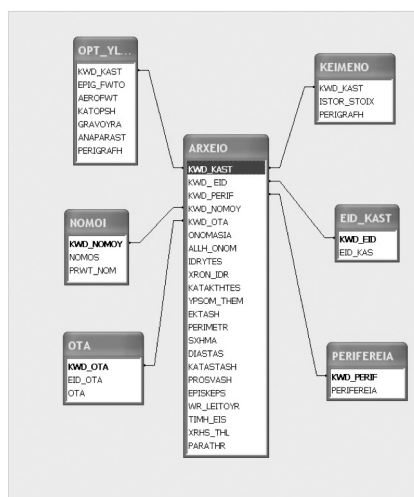 OPT_YL...
KWD_KAST
EPIG_FWTO
AEROFWT
KATOPSH
GRAVOYRA
ANAPARAST
PERIGRAFH
KEIMENO
KWD_KAST
ISTOR_STOIX
PERIGRAFH
ARXEIO
KWD_KAST
KWD_ EID
KWD_PERIF
KWD_NOMOY
KWD_OTA
ONOMASIA
ALLH_ONOM
IDRYTES
XRON_IDR
KATAKTHTES
YPSOM_THEM
EKTASH
PERIMETR
SXHMA
DIASTAS
KATASTASH
PROSVASH
EPISKEPS
WR_LEITOYR
TIMH_EIS
XRHS_THL
PARATHR
NOMOI
KWD_NOMOY
NOMOS
PRWT_NOM
EID_KAST
KWD_EID
EID_KAS
OTA
KWD_OTA
EID_OTA
OTA
PERIFEREIA
KWD_PERIF
PERIFEREIA